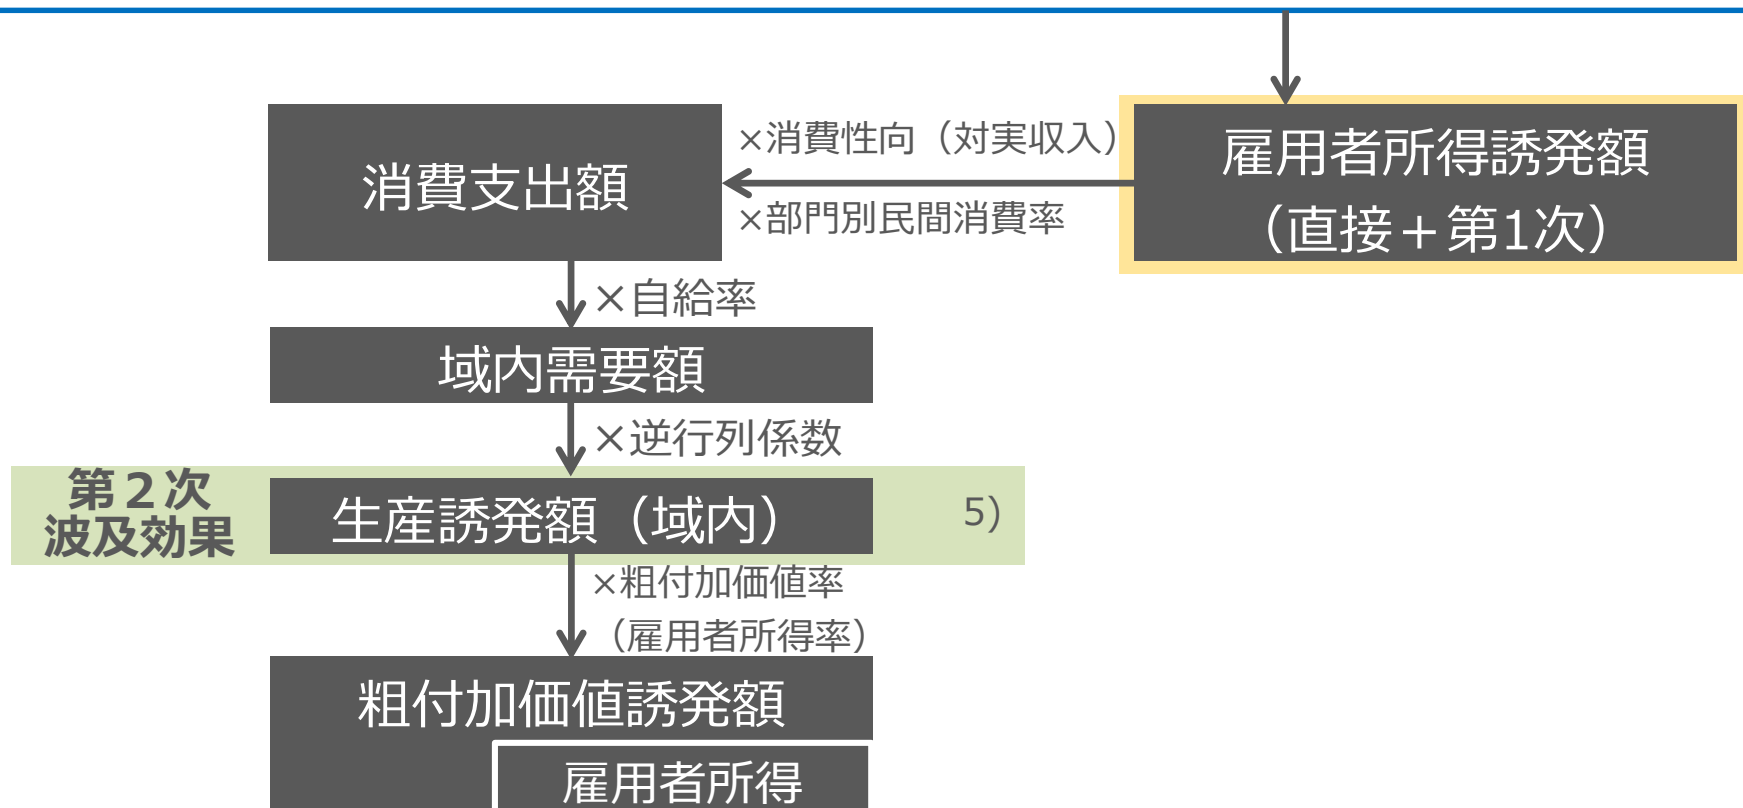 ×消費性向（対実収入）
雇用者所得誘発額
（直接＋第1次）
消費支出額
×部門別民間消費率
×自給率
域内需要額
×逆行列係数
第２次
波及効果
生産誘発額（域内）
5）
×粗付加価値率
（雇用者所得率）
粗付加価値誘発額
雇用者所得